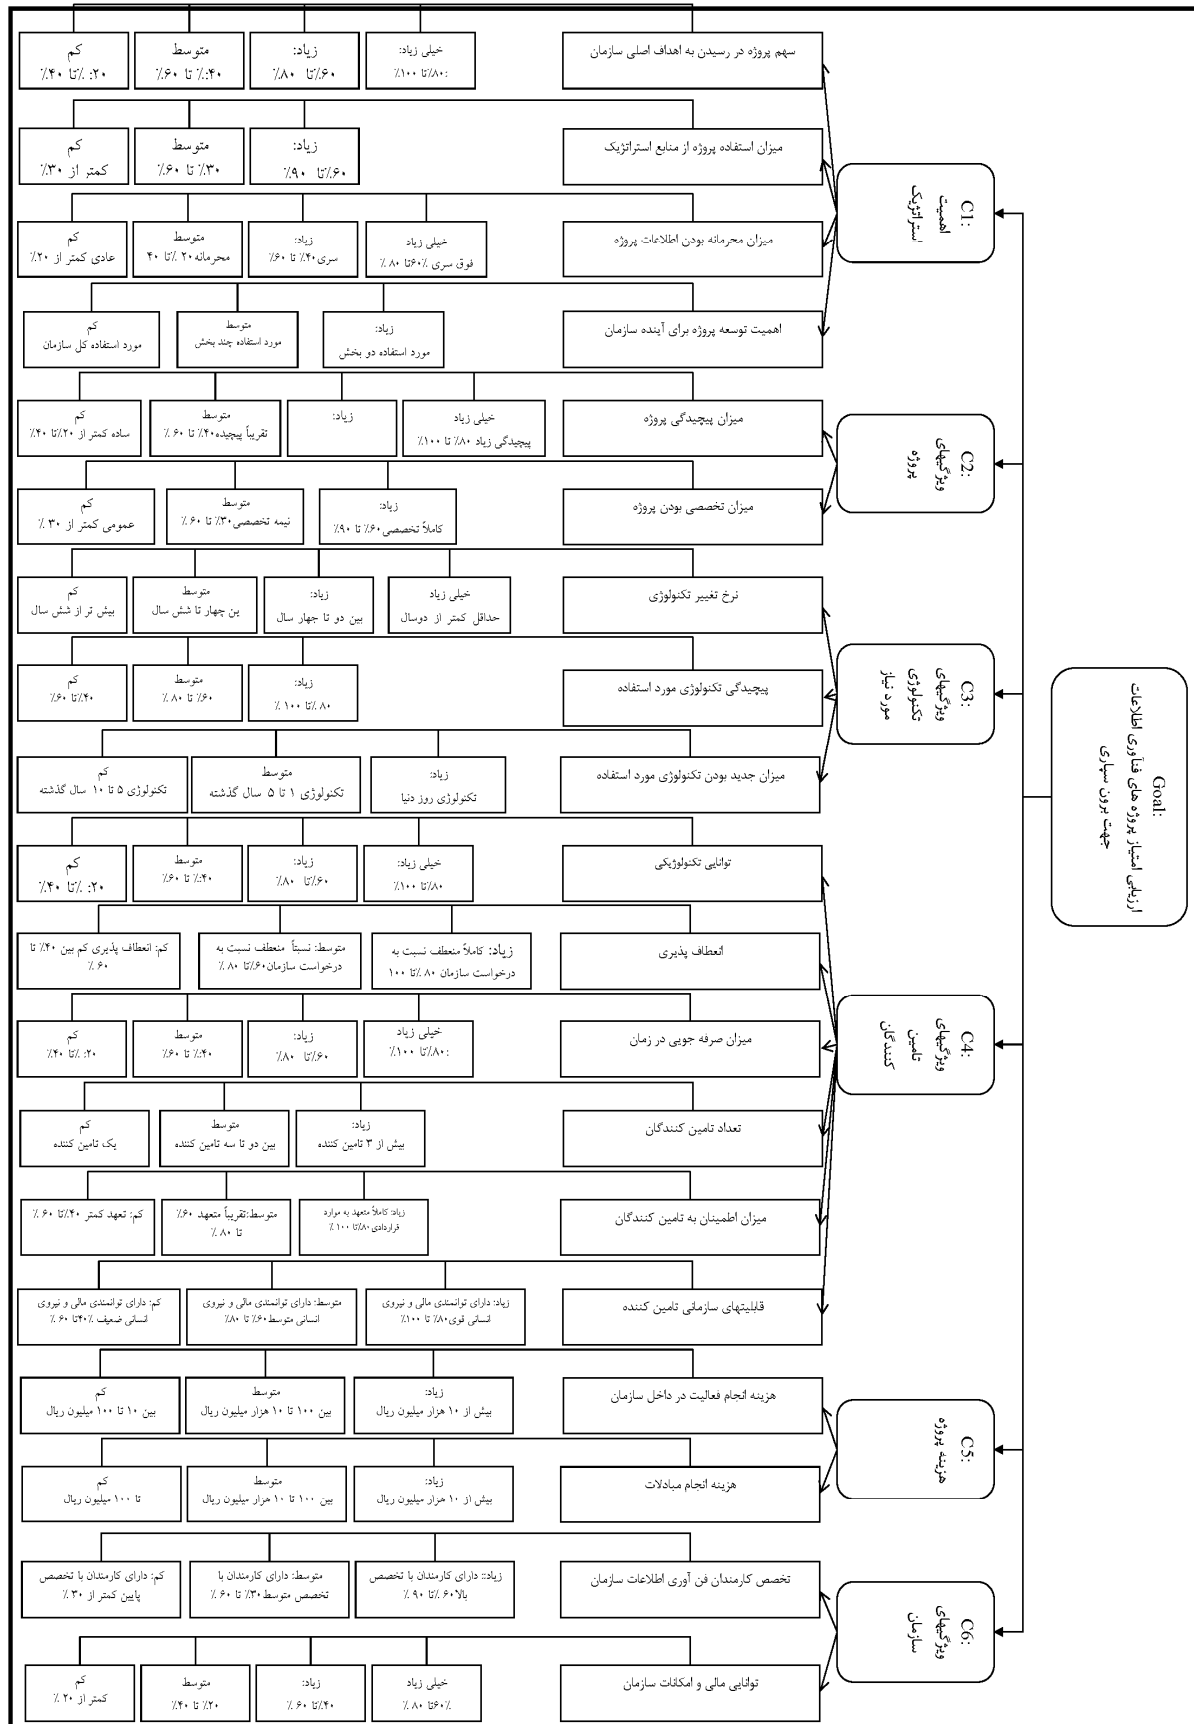 Goal:
ارزیابی امتیاز پروژه های فنآوری اطلاعات
جهت برون سپاری
C1:
اهمیت
استراتژیک
سهم پروژه در رسیدن به اهداف اصلی سازمان
خیلی زیاد:
:۸۰٪تا ۱۰۰٪
زیاد:
۶۰٪تا ۸۰٪
متوسط
۴۰:٪ تا ۶۰٪
کم
۲۰: ٪تا ۴۰٪
میزان استفاده پروژه از منابع استراتژیک
زیاد:
۶۰٪تا ۹۰٪
متوسط
۳۰٪ تا ۶۰٪
کم
کمتر از ۳۰٪
میزان محرمانه بودن اطلاعات پروژه
خیلی زیاد
فوق سری ۶۰٪تا ۸۰ ٪
زیاد:
سری۴۰٪ تا ۶۰٪
متوسط
محرمانه۲۰ ٪تا ۴۰
کم
عادی کمتر از ۲۰٪
اهمیت توسعه پروژه برای آینده سازمان
زیاد:
مورد استفاده دو بخش
متوسط
مورد استفاده چند بخش
کم
مورد استفاده کل سازمان
C2:
ویژگیهای
پروژه
میزان پیچیدگی پروژه
خیلی زیاد
پیچیدگی زیاد ۸۰٪ تا ۱۰۰٪
زیاد:
متوسط
تقریباً پیچیده۴۰٪ تا ۶۰ ٪
کم
ساده کمتر از ۲۰٪تا ۴۰٪
میزان تخصصی بودن پروژه
زیاد:
کاملاً تخصصی۶۰٪ تا ۹۰٪
متوسط
نیمه تخصصی۳۰٪ تا ۶۰ ٪
کم
عمومی کمتر از ۳۰ ٪
C3:
ویژگیهای
تکنولوژی
مورد نیاز
نرخ تغییر تکنولوژی
خیلی زیاد
حداقل کمتر از دوسال
زیاد:
بین دو تا چهار سال
متوسط
ین چهار تا شش سال
کم
بیش تر از شش سال
پیچیدگی تکنولوژی مورد استفاده
زیاد:
۸۰ ٪تا ۱۰۰ ٪
متوسط
۶۰٪ تا ۸۰ ٪
کم
۴۰٪تا ۶۰٪
میزان جدید بودن تکنولوژی مورد استفاده
زیاد:
تکنولوژی روز دنیا
متوسط
تکنولوژی ۱ تا ۵ سال گذشته
کم
تکنولوژی ۵ تا ۱۰ سال گذشته
C4:
ویژگیهای
تامین
کنندگان
توانایی تکنولوژیکی
خیلی زیاد:
۸۰٪تا ۱۰۰٪
زیاد:
۶۰٪تا ۸۰٪
متوسط
۴۰:٪ تا ۶۰٪
کم
۲۰: ٪تا ۴۰٪
انعطاف پذیری
زیاد: کاملاً منعطف نسبت به
درخواست سازمان ۸۰ ٪تا ۱۰۰
متوسط: نسبتاً منعطف نسبت به
درخواست سازمان۶۰٪تا ۸۰ ٪
کم: انعطاف پذیری کم بین ۴۰٪ تا
۶۰ ٪
میزان صرفه جویی در زمان
خیلی زیاد
:۸۰٪تا ۱۰۰٪
زیاد:
۶۰٪تا ۸۰٪
متوسط
۴۰:٪ تا ۶۰٪
کم
۲۰: ٪تا ۴۰٪
تعداد تامین کنندگان
زیاد:
بیش از ۳ تامین کننده
متوسط
بین دو تا سه تامین کننده
کم
یک تامین کننده
میزان اطمینان به تامین کنندگان
زیاد: کاملاً متعهد به موارد
قراردادی۸۰٪تا ۱۰۰ ٪
متوسط:تقریباً متعهد ۶۰٪
تا ۸۰ ٪
کم: تعهد کمتر ۴۰٪تا ۶۰ ٪
قابلیتهای سازمانی تامین کننده
زیاد: دارای توانمندی مالی و نیروی
انسانی قوی۸۰٪ تا ۱۰۰٪
متوسط: دارای توانمندی مالی و نیروی
انسانی متوسط۶۰٪ تا ۸۰٪
کم: دارای توانمندی مالی و نیروی
انسانی ضعیف ۴۰٪تا ۶۰ ٪
C5:
هزینه پروژه
هزینه انجام فعالیت در داخل سازمان
زیاد:
بیش از ۱۰ هزار میلیون ریال
متوسط
بین ۱۰۰ تا ۱۰ هزار میلیون ریال
کم
بین ۱۰ تا ۱۰۰ میلیون ریال
هزینه انجام مبادلات
زیاد:
بیش از ۱۰ هزار میلیون ریال
متوسط
بین ۱۰۰ تا ۱۰ هزار میلیون ریال
کم
تا ۱۰۰ میلیون ریال
C6:
ویژگیهای
سازمان
تخصص کارمندان فن آوری اطلاعات سازمان
زیاد:: دارای کارمندان با تخصص
بالا۶۰ ٪تا ۹۰ ٪
متوسط: دارای کارمندان با
تخصص متوسط۳۰٪ تا ۶۰ ٪
کم: دارای کارمندان با تخصص
پایین کمتر از ۳۰ ٪
توانایی مالی و امکانات سازمان
خیلی زیاد
۶۰٪تا ۸۰ ٪
زیاد:
۴۰٪تا ۶۰ ٪
متوسط
۲۰٪ تا ۴۰٪
کم
کمتر از ۲۰ ٪